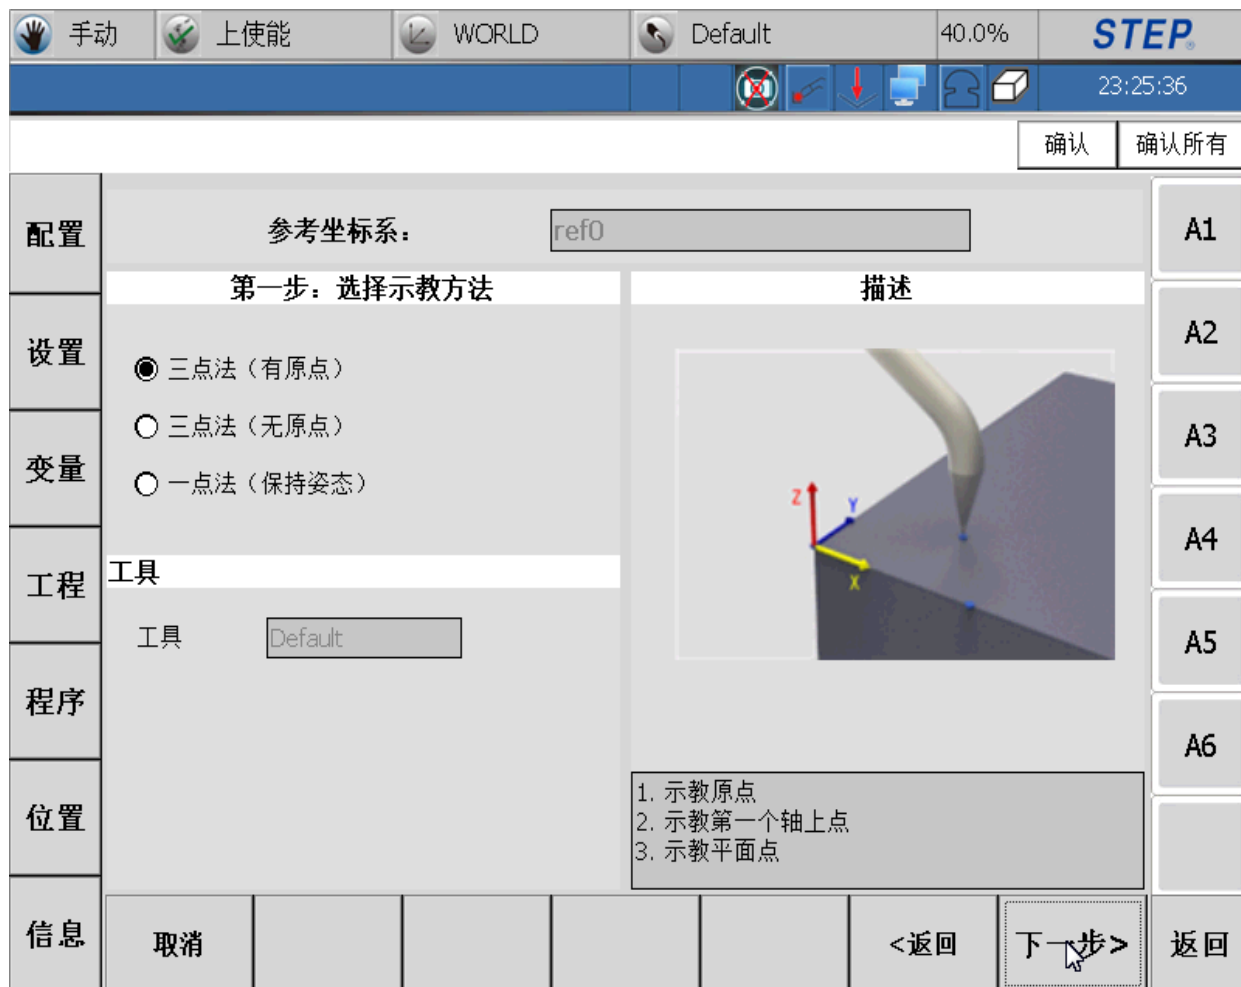 手动 上使能 WORLD Default 40.0% STEP®
23:25:36
确认 确认所有
配置
设置
变量
工程
程序
位置
信息
参考坐标系： ref0
第一步：选择示教方法
三点法（有原点）
三点法（无原点）
一点法（保持姿态）
工具
工具 Default
描述
Z
Y
X
1. 示教原点
2. 示教第一个轴上点
3. 示教平面点
A1
A2
A3
A4
A5
A6
取消 <返回 下一步> 返回